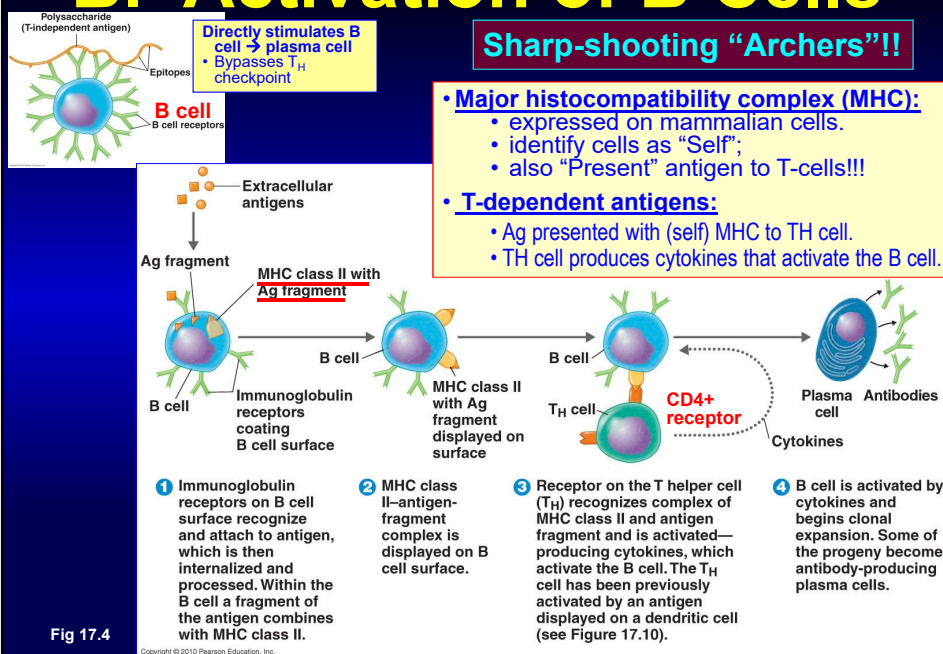 B. Activation of B Cells
Polysaccharide
(T-independent antigen)
Epitopes
B cell
B cell receptors
Directly stimulates B
cell → plasma cell
• Bypasses TH
checkpoint
Sharp-shooting “Archers”!!
• Major histocompatibility complex (MHC):
• expressed on mammalian cells.
• identify cells as “Self”;
• also “Present” antigen to T-cells!!!
• T-dependent antigens:
• Ag presented with (self) MHC to TH cell.
• TH cell produces cytokines that activate the B cell.
Extracellular
antigens
Ag fragment
MHC class II with
Ag fragment
B cell
Immunoglobulin
receptors
coating
B cell surface
B cell
MHC class II
with Ag
fragment
displayed on
surface
B cell
TH cell
CD4+
receptor
Cytokines
Plasma
cell
Antibodies
1 Immunoglobulin
receptors on B cell
surface recognize
and attach to antigen,
which is then
internalized and
processed. Within the
B cell a fragment of
the antigen combines
with MHC class II.
2 MHC class
II–antigen-
fragment
complex is
displayed on B
cell surface.
3 Receptor on the T helper cell
(TH) recognizes complex of
MHC class II and antigen
fragment and is activated—
producing cytokines, which
activate the B cell. The TH
cell has been previously
activated by an antigen
displayed on a dendritic cell
(see Figure 17.10).
4 B cell is activated by
cytokines and
begins clonal
expansion. Some of
the progeny become
antibody-producing
plasma cells.
Fig 17.4
Copyright © 2010 Pearson Education, Inc.